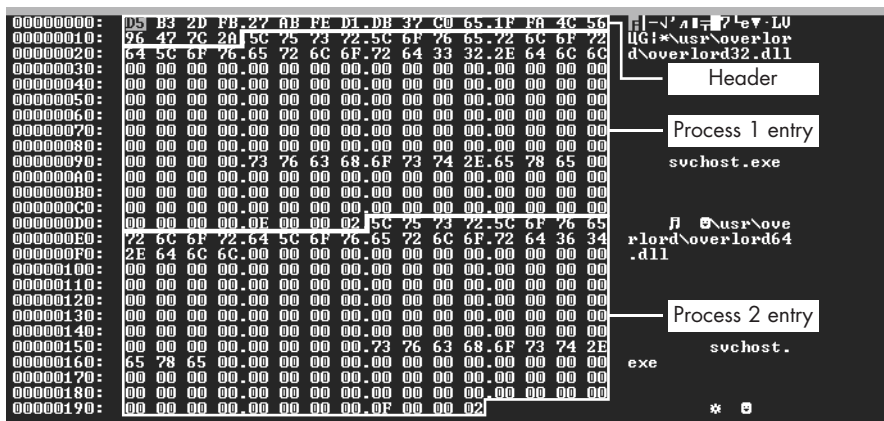 00000000: D5 B3 2D FB.27 AB FE D1.DB 37 C0 65.1F FA 4C 56
00000010: 96 47 7C 2A.5C 75 73 72.5C 6F 76 65.72 6C 6F 72 ЦG|*\usr\overlor
00000020: 64 5C 6F 76.65 72 6C 6F.72 64 33 32.2E 64 6C 6C d\overlord32.dll
Header
00000030: 00 00 00 00.00 00 00 00.00 00 00 00.00 00 00 00
00000040: 00 00 00 00.00 00 00 00.00 00 00 00.00 00 00 00
00000050: 00 00 00 00.00 00 00 00.00 00 00 00.00 00 00 00
00000060: 00 00 00 00.00 00 00 00.00 00 00 00.00 00 00 00
00000070: 00 00 00 00.00 00 00 00.00 00 00 00.00 00 00 00
Process 1 entry
00000080: 00 00 00 00.00 00 00 00.00 00 00 00.00 00 00 00
00000090: 00 00 00 00.73 76 63 68.6F 73 74 2E.65 78 65 00 svchost.exe
000000A0: 00 00 00 00.00 00 00 00.00 00 00 00.00 00 00 00
000000B0: 00 00 00 00.00 00 00 00.00 00 00 00.00 00 00 00
000000C0: 00 00 00 00.00 00 00 00.00 00 00 00.00 00 00 00
000000D0: 00 00 00 00.0E 00 00 02.5C 75 73 72.5C 6F 76 65 ♫ ☻\usr\ove
000000E0: 72 6C 6F 72.64 5C 6F 76.65 72 6C 6F.72 64 36 34 rlord\overlord64
000000F0: 2E 64 6C 6C.00 00 00 00.00 00 00 00.00 00 00 00 .dll
00000100: 00 00 00 00.00 00 00 00.00 00 00 00.00 00 00 00
00000110: 00 00 00 00.00 00 00 00.00 00 00 00.00 00 00 00
00000120: 00 00 00 00.00 00 00 00.00 00 00 00.00 00 00 00
00000130: 00 00 00 00.00 00 00 00.00 00 00 00.00 00 00 00
Process 2 entry
00000140: 00 00 00 00.00 00 00 00.00 00 00 00.00 00 00 00
00000150: 00 00 00 00.00 00 00 00.73 76 63 68.6F 73 74 2E svchost.
00000160: 65 78 65 00.00 00 00 00.00 00 00 00.00 00 00 00 exe
00000170: 00 00 00 00.00 00 00 00.00 00 00 00.00 00 00 00
00000180: 00 00 00 00.00 00 00 00.00 00 00 00.00 00 00 00
00000190: 00 00 00 00.00 00 00 00.0F 00 00 02 ☼ ☻